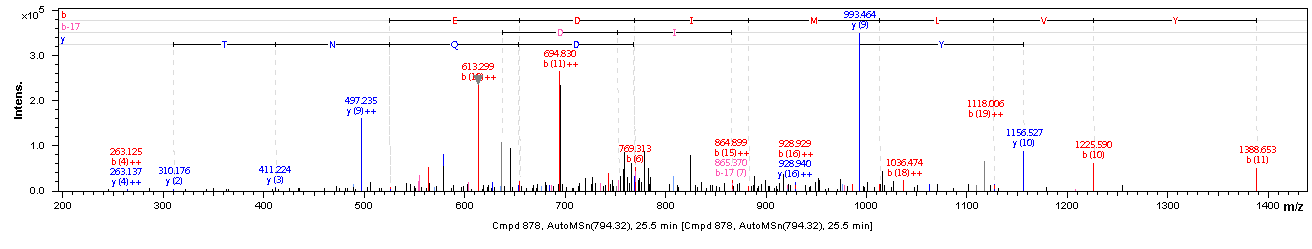 x10⁵
b E D I M L V Y
b-17 D I
y T N Q D Y
993.464
y (9)
3.0
2.0
1.0
0.0
Intens.
263.125
b (4)++
263.137
y (4)++
310.176
y (2)
411.224
y (3)
497.235
y (9)++
613.299
694.830
b (11)++
769.313
b (6)
864.899
b (15)++
865.370
b-17 (7)
928.929
b (16)++
928.940
y (16)++
1036.474
b (18)++
1118.006
b (19)++
1156.527
y (10)
1225.590
b (10)
1388.653
b (11)
200 300 400 500 600 700 800 900 1000 1100 1200 1300 1400 m/z
Cmpd 878, AutoMSn(794.32), 25.5 min [Cmpd 878, AutoMSn(794.32), 25.5 min]